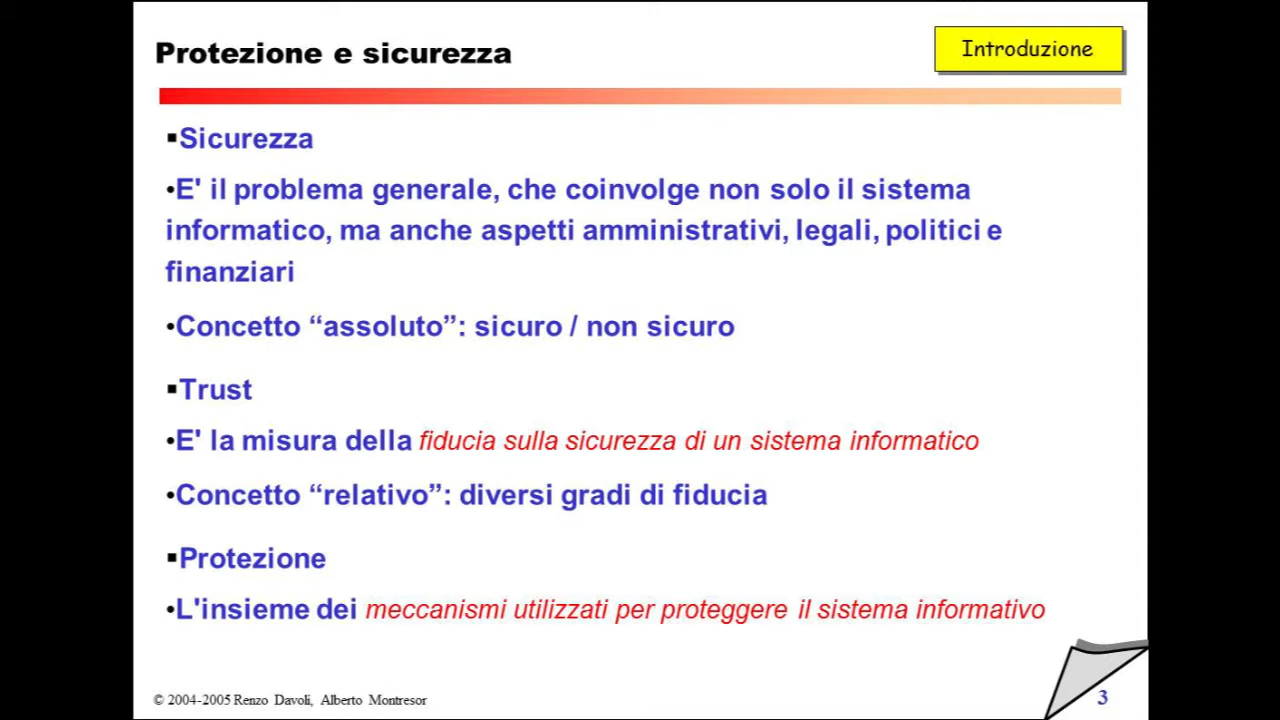 Protezione e sicurezza
Introduzione
▪Sicurezza
•E' il problema generale, che coinvolge non solo il sistema
informatico, ma anche aspetti amministrativi, legali, politici e
finanziari
•Concetto “assoluto”: sicuro / non sicuro
▪Trust
•E' la misura della fiducia sulla sicurezza di un sistema informatico
•Concetto “relativo”: diversi gradi di fiducia
▪Protezione
•L'insieme dei meccanismi utilizzati per proteggere il sistema informativo
© 2004-2005 Renzo Davoli, Alberto Montresor
3